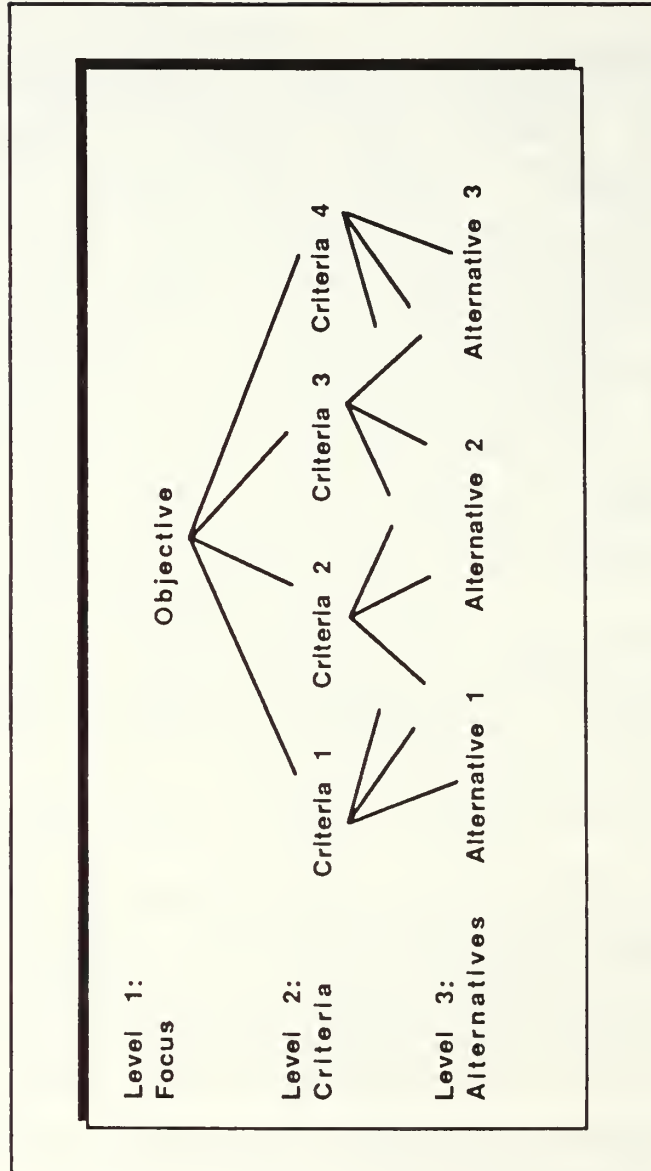 Level 1:
Focus
Objective
Level 2:
Criteria
Criteria 1
Criteria 2
Criteria 3
Criteria 4
Level 3:
Alternatives
Alternative 1
Alternative 2
Alternative 3